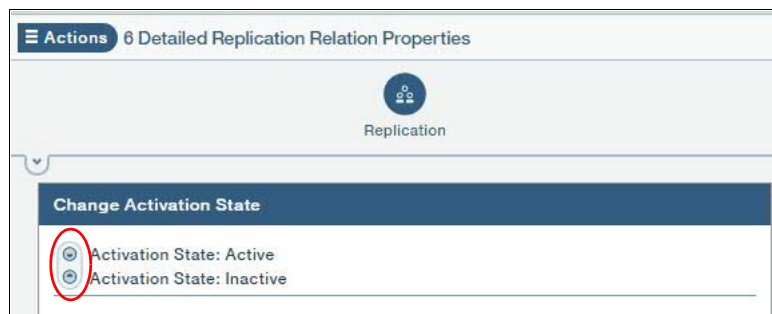 Actions 6 Detailed Replication Relation Properties
Replication
Change Activation State
Activation State: Active
Activation State: Inactive